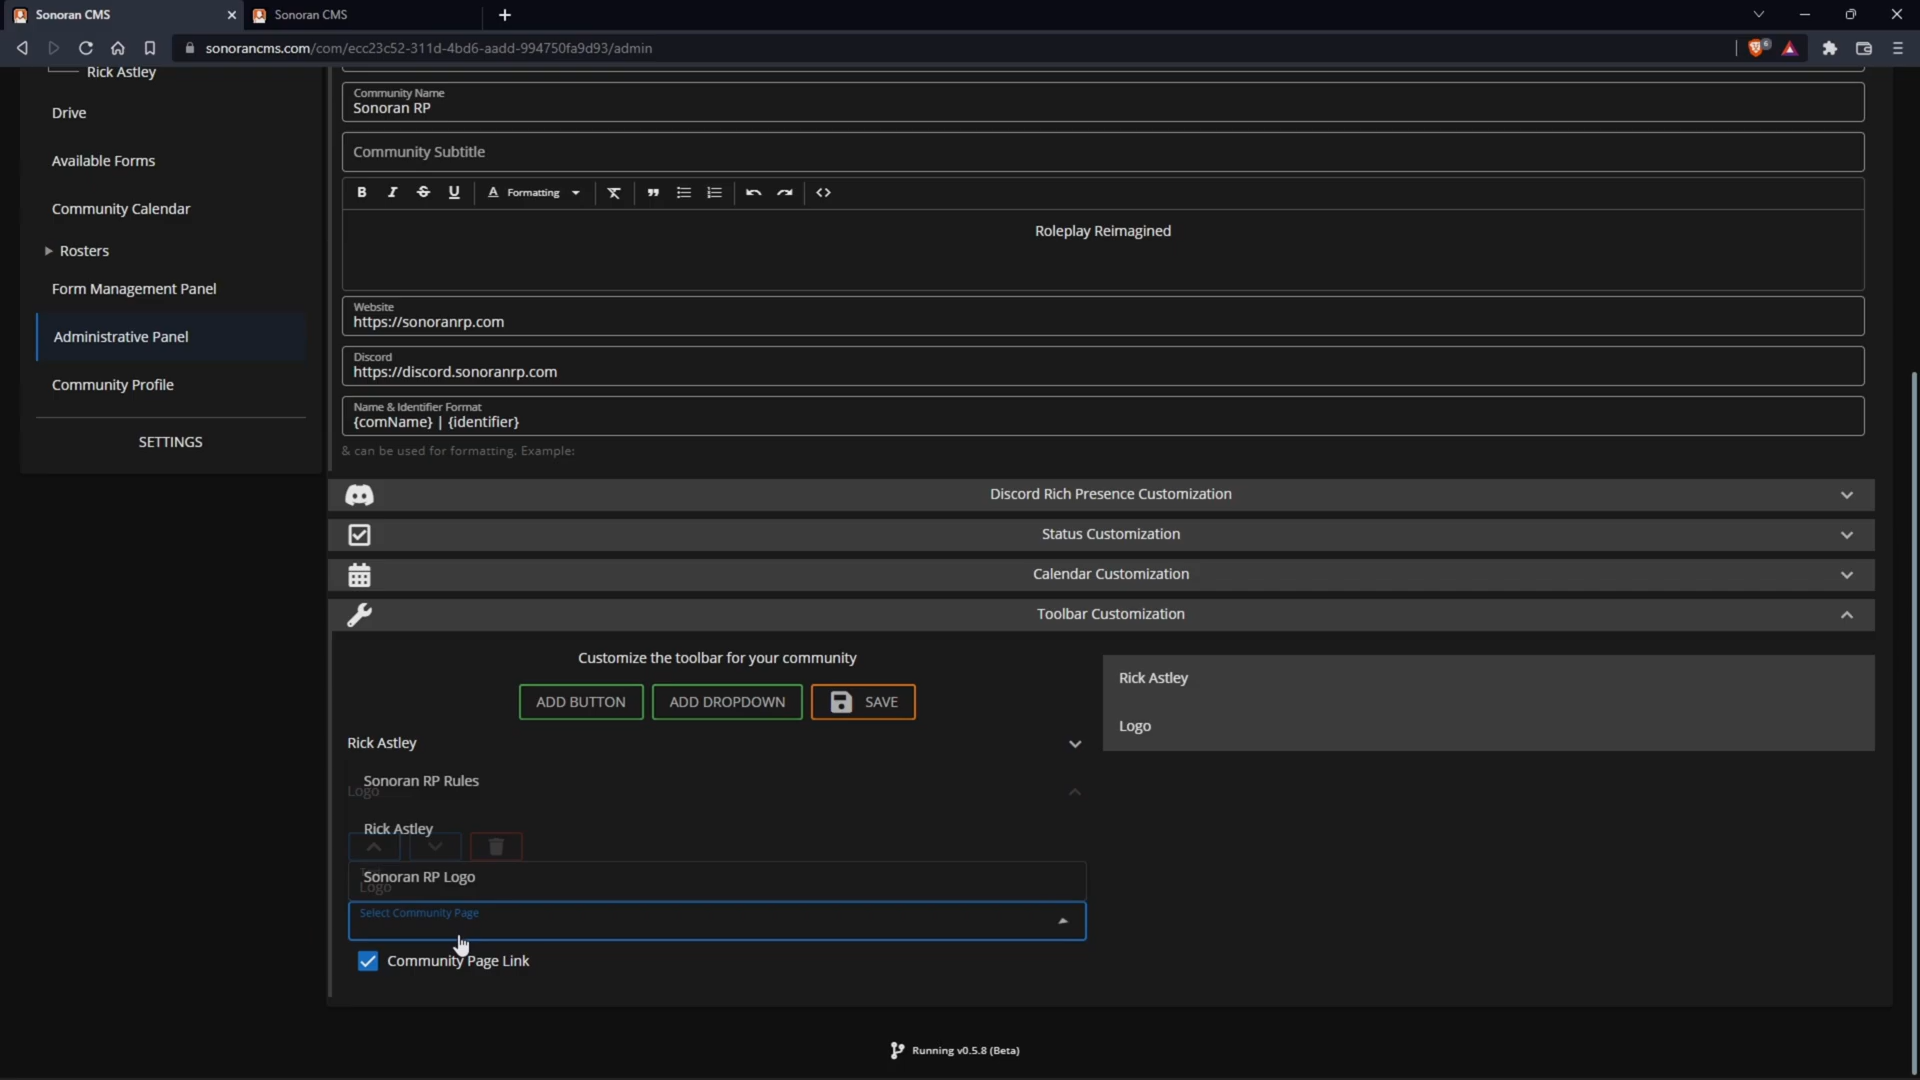 Sonoran CMS
Sonoran CMS
sonorancms.com/com/ecc23c52-311d-4bd6-aadd-994750fa9d93/admin
6
Rick Astley
Drive
Available Forms
Community Calendar
Rosters
Form Management Panel
Administrative Panel
Community Profile
SETTINGS
Community Name
Sonoran RP
Community Subtitle
B I S U A Formatting
Roleplay Reimagined
Website
https://sonoranrp.com
Discord
https://discord.sonoranrp.com
Name & Identifier Format
{comName} | {identifier}
& can be used for formatting. Example:
Discord Rich Presence Customization
Status Customization
Calendar Customization
Toolbar Customization
Customize the toolbar for your community
ADD BUTTON ADD DROPDOWN SAVE
Rick Astley
Sonoran RP Rules
Logo
Rick Astley
Sonoran RP Logo
Logo
Select Community Page
Community Page Link
Rick Astley
Logo
Running v0.5.8 (Beta)